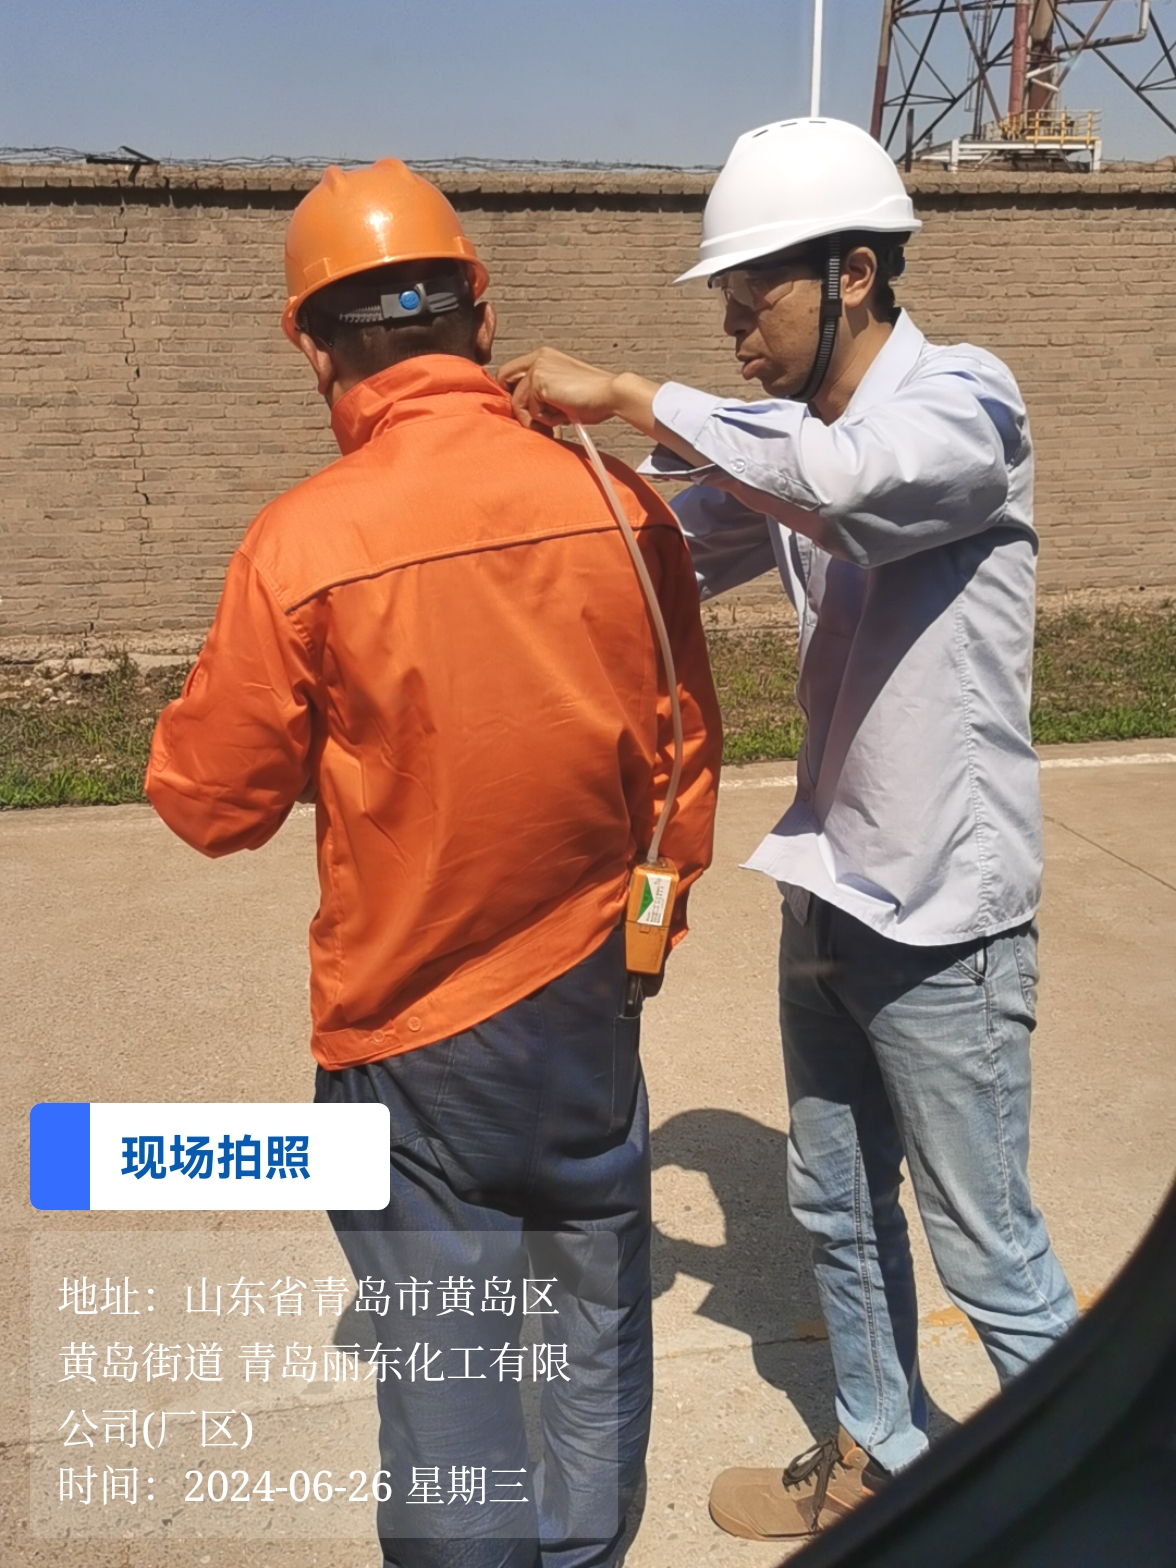 现场拍照
地址：山东省青岛市黄岛区
黄岛街道 青岛丽东化工有限
公司(厂区)
时间：2024-06-26 星期三